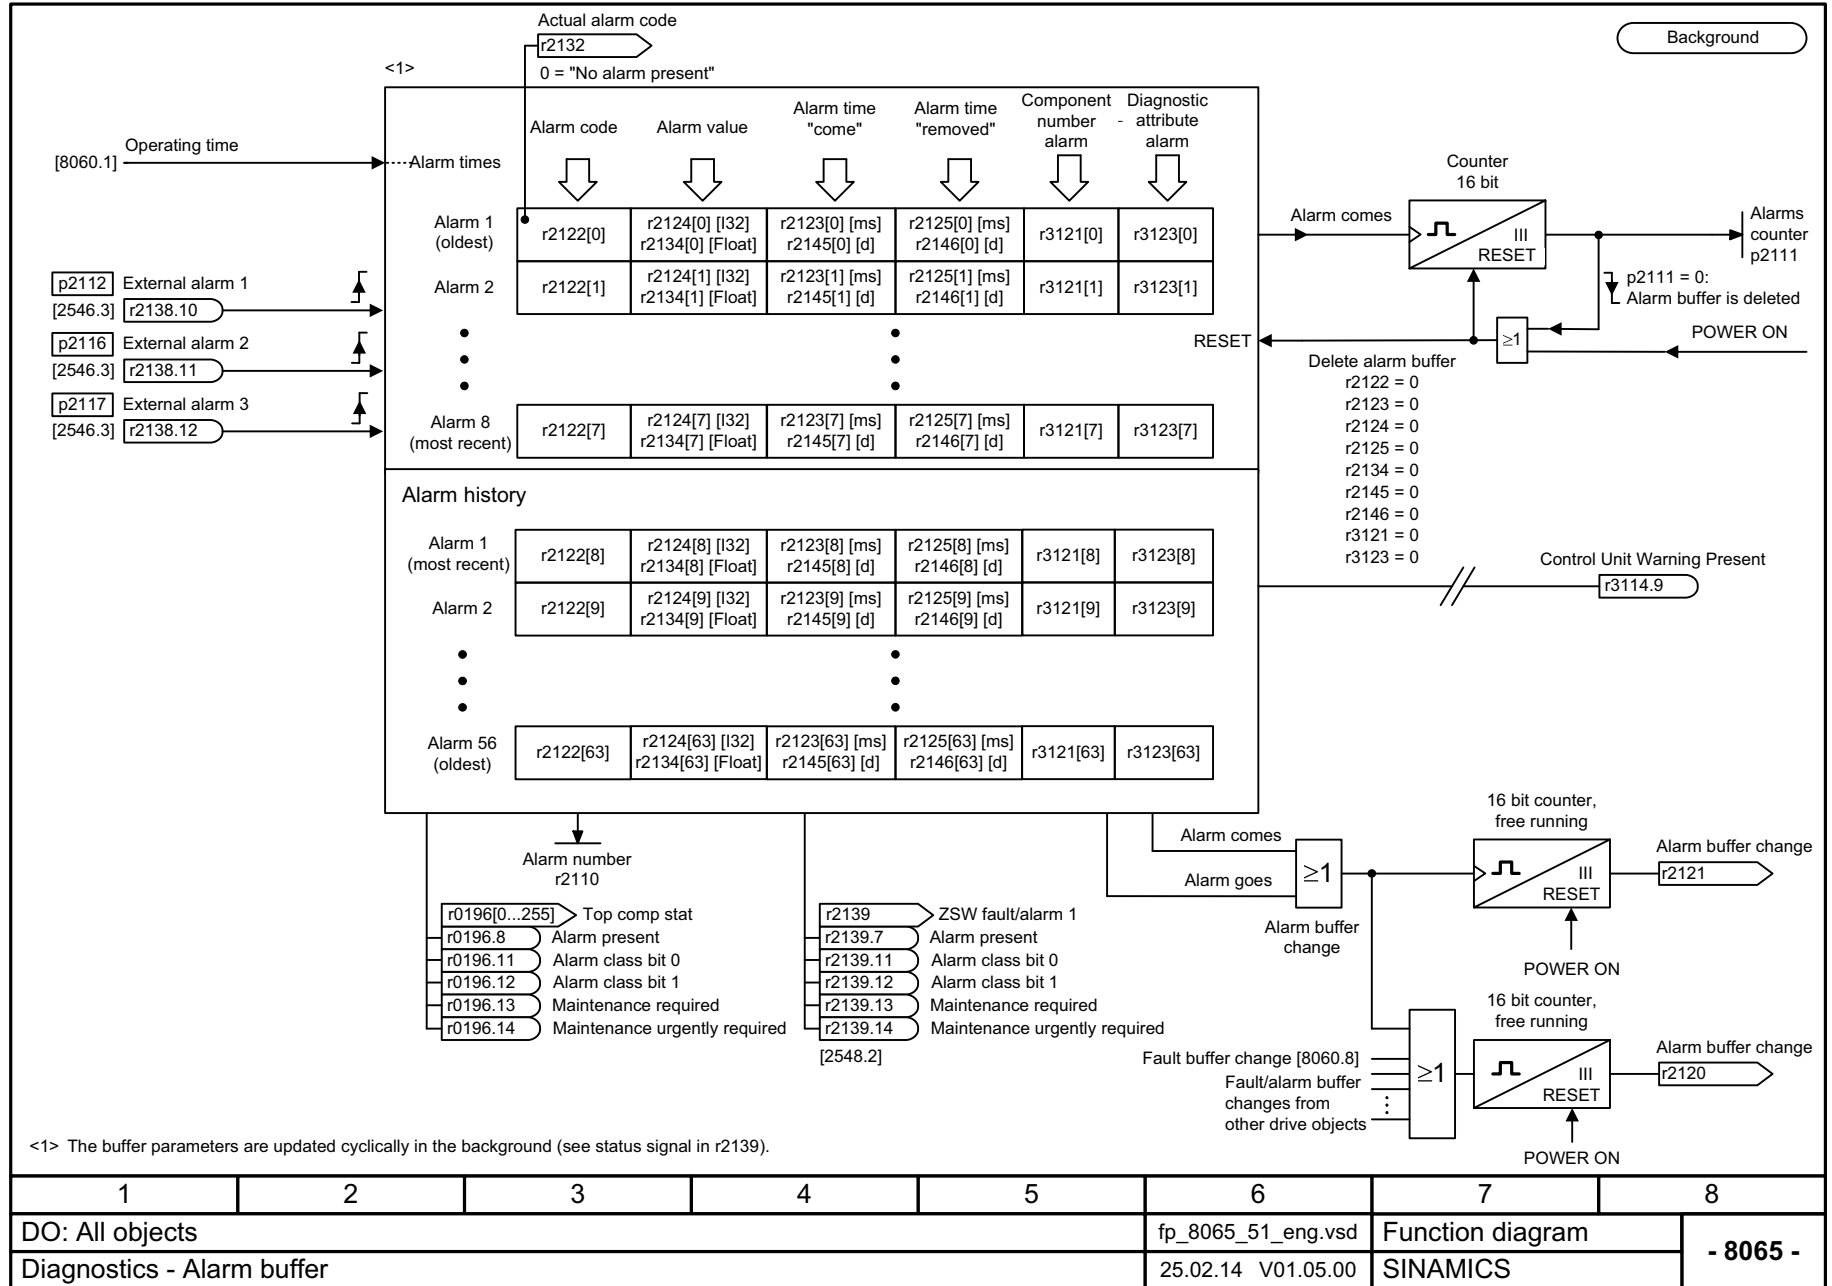 Actual alarm code
r2132
0 = "No alarm present"
Background
<1>
Alarm code
Alarm value
Alarm time
"come"
Alarm time
"removed"
Component
number
alarm
-
Diagnostic
attribute
alarm
Operating time
[8060.1]
Alarm times
Alarm 1
(oldest)
r2122[0]
r2124[0] [I32]
r2134[0] [Float]
r2123[0] [ms]
r2145[0] [d]
r2125[0] [ms]
r2146[0] [d]
r3121[0]
r3123[0]
Alarm 2
r2122[1]
r2124[1] [I32]
r2134[1] [Float]
r2123[1] [ms]
r2145[1] [d]
r2125[1] [ms]
r2146[1] [d]
r3121[1]
r3123[1]
Alarm 8
(most recent)
r2122[7]
r2124[7] [I32]
r2134[7] [Float]
r2123[7] [ms]
r2145[7] [d]
r2125[7] [ms]
r2146[7] [d]
r3121[7]
r3123[7]
p2112 External alarm 1
[2546.3] r2138.10
p2116 External alarm 2
[2546.3] r2138.11
p2117 External alarm 3
[2546.3] r2138.12
Alarm comes
Counter
16 bit
III
RESET
Alarms
counter
p2111
p2111 = 0:
Alarm buffer is deleted
≥1
POWER ON
RESET
Delete alarm buffer
r2122 = 0
r2123 = 0
r2124 = 0
r2125 = 0
r2134 = 0
r2145 = 0
r2146 = 0
r3121 = 0
r3123 = 0
Control Unit Warning Present
r3114.9
Alarm history
Alarm 1
(most recent)
r2122[8]
r2124[8] [I32]
r2134[8] [Float]
r2123[8] [ms]
r2145[8] [d]
r2125[8] [ms]
r2146[8] [d]
r3121[8]
r3123[8]
Alarm 2
r2122[9]
r2124[9] [I32]
r2134[9] [Float]
r2123[9] [ms]
r2145[9] [d]
r2125[9] [ms]
r2146[9] [d]
r3121[9]
r3123[9]
Alarm 56
(oldest)
r2122[63]
r2124[63] [I32]
r2134[63] [Float]
r2123[63] [ms]
r2145[63] [d]
r2125[63] [ms]
r2146[63] [d]
r3121[63]
r3123[63]
Alarm number
r2110
r0196[0...255] Top comp stat
r0196.8 Alarm present
r0196.11 Alarm class bit 0
r0196.12 Alarm class bit 1
r0196.13 Maintenance required
r0196.14 Maintenance urgently required
r2139 ZSW fault/alarm 1
r2139.7 Alarm present
r2139.11 Alarm class bit 0
r2139.12 Alarm class bit 1
r2139.13 Maintenance required
r2139.14 Maintenance urgently required
[2548.2]
Alarm comes
Alarm goes
≥1
Alarm buffer
change
16 bit counter,
free running
III
RESET
POWER ON
Alarm buffer change
r2121
Fault buffer change [8060.8]
Fault/alarm buffer
changes from
other drive objects
≥1
16 bit counter,
free running
III
RESET
POWER ON
Alarm buffer change
r2120
<1> The buffer parameters are updated cyclically in the background (see status signal in r2139).
1 2 3 4 5 6 7 8
DO: All objects
fp_8065_51_eng.vsd
Function diagram
- 8065 -
Diagnostics - Alarm buffer
25.02.14 V01.05.00
SINAMICS